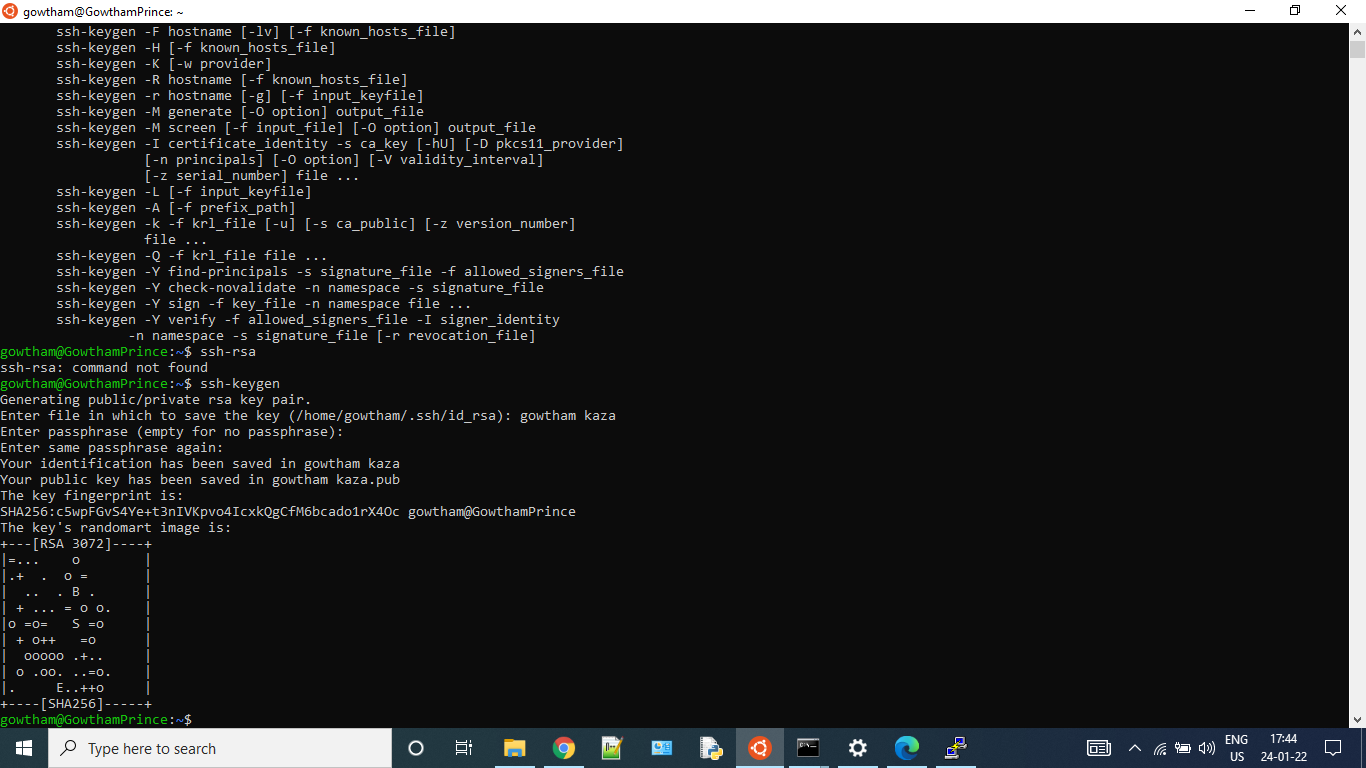 gowtham@GowthamPrince: ~
ssh-keygen -F hostname [-lv] [-f known_hosts_file]
ssh-keygen -H [-f known_hosts_file]
ssh-keygen -K [-w provider]
ssh-keygen -R hostname [-f known_hosts_file]
ssh-keygen -r hostname [-g] [-f input_keyfile]
ssh-keygen -M generate [-O option] output_file
ssh-keygen -M screen [-f input_file] [-O option] output_file
ssh-keygen -I certificate_identity -s ca_key [-hU] [-D pkcs11_provider]
[-n principals] [-O option] [-V validity_interval]
[-z serial_number] file ...
ssh-keygen -L [-f input_keyfile]
ssh-keygen -A [-f prefix_path]
ssh-keygen -k -f krl_file [-u] [-s ca_public] [-z version_number]
file ...
ssh-keygen -Q -f krl_file file ...
ssh-keygen -Y find-principals -s signature_file -f allowed_signers_file
ssh-keygen -Y check-novalidate -n namespace -s signature_file
ssh-keygen -Y sign -f key_file -n namespace file ...
ssh-keygen -Y verify -f allowed_signers_file -I signer_identity
-n namespace -s signature_file [-r revocation_file]
gowtham@GowthamPrince:~$ ssh-rsa
ssh-rsa: command not found
gowtham@GowthamPrince:~$ ssh-keygen
Generating public/private rsa key pair.
Enter file in which to save the key (/home/gowtham/.ssh/id_rsa): gowtham kaza
Enter passphrase (empty for no passphrase):
Enter same passphrase again:
Your identification has been saved in gowtham kaza
Your public key has been saved in gowtham kaza.pub
The key fingerprint is:
SHA256:c5wpFGvS4Ye+t3nIVKpvo4IcxkQgCfM6bcado1rX4Oc gowtham@GowthamPrince
The key's randomart image is:
+---[RSA 3072]----+
|=...    o        |
|.+  .  o =       |
|  ..  . B .      |
| + ... = o o.    |
|o =o=   S =o     |
| + o++   =o      |
|  ooooo .+..     |
| o .oo. ..=o.    |
|.     E..++o     |
+----[SHA256]-----+
gowtham@GowthamPrince:~$
Type here to search
ENG
US
17:44
24-01-22